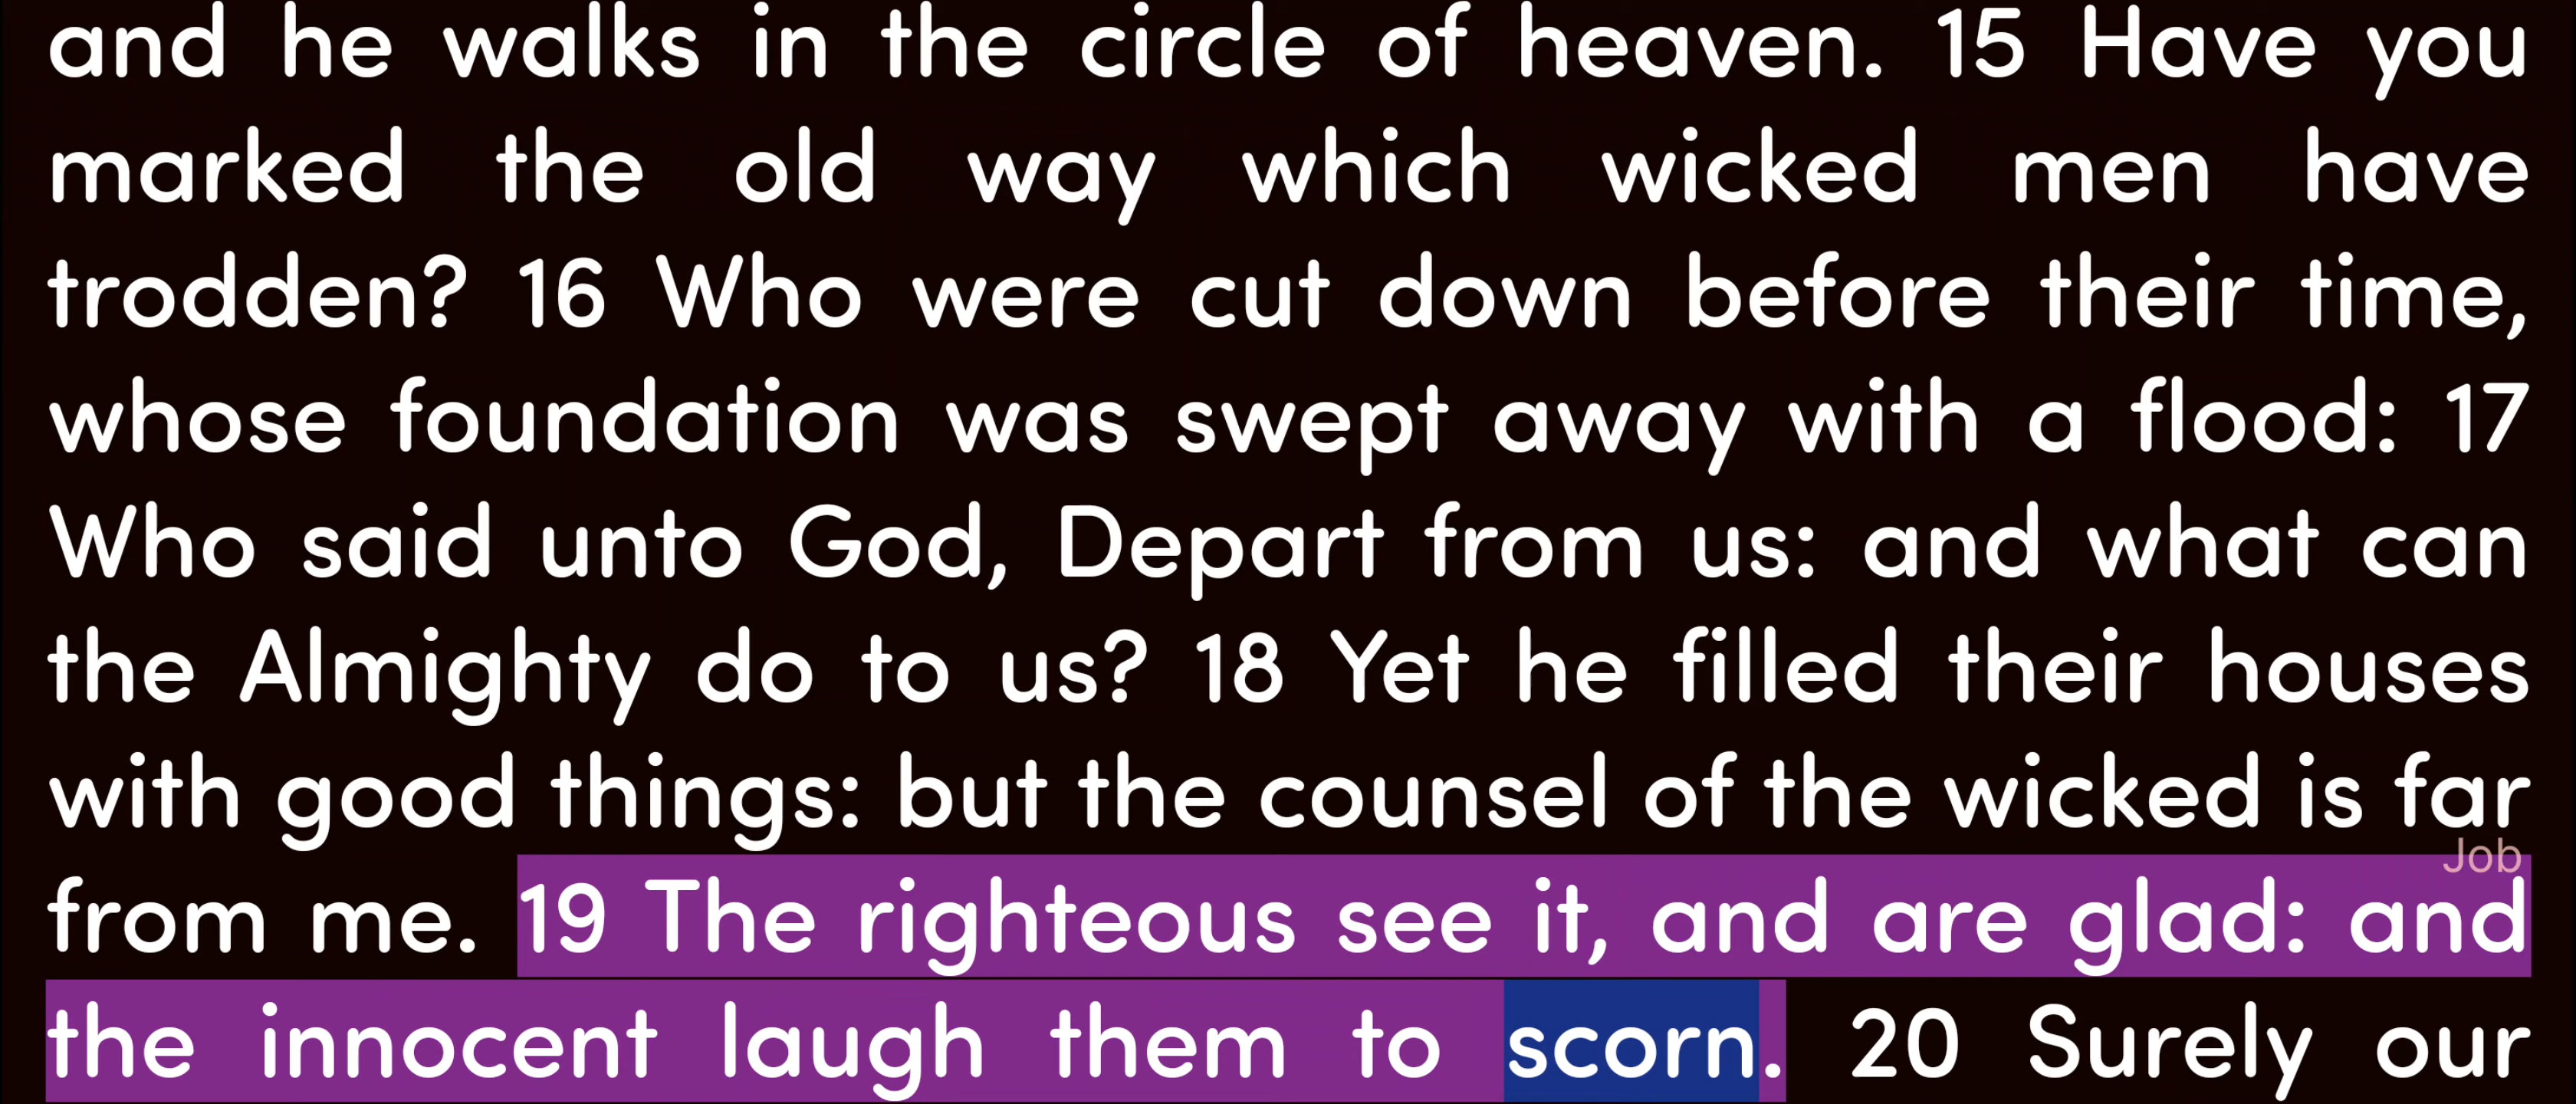 and he walks in the circle of heaven. 15 Have you
marked the old way which wicked men have
trodden? 16 Who were cut down before their time,
whose foundation was swept away with a flood: 17
Who said unto God, Depart from us: and what can
the Almighty do to us? 18 Yet he filled their houses
with good things: but the counsel of the wicked is far
Job
from me. 19 The righteous see it, and are glad: and
the innocent laugh them to scorn. 20 Surely our